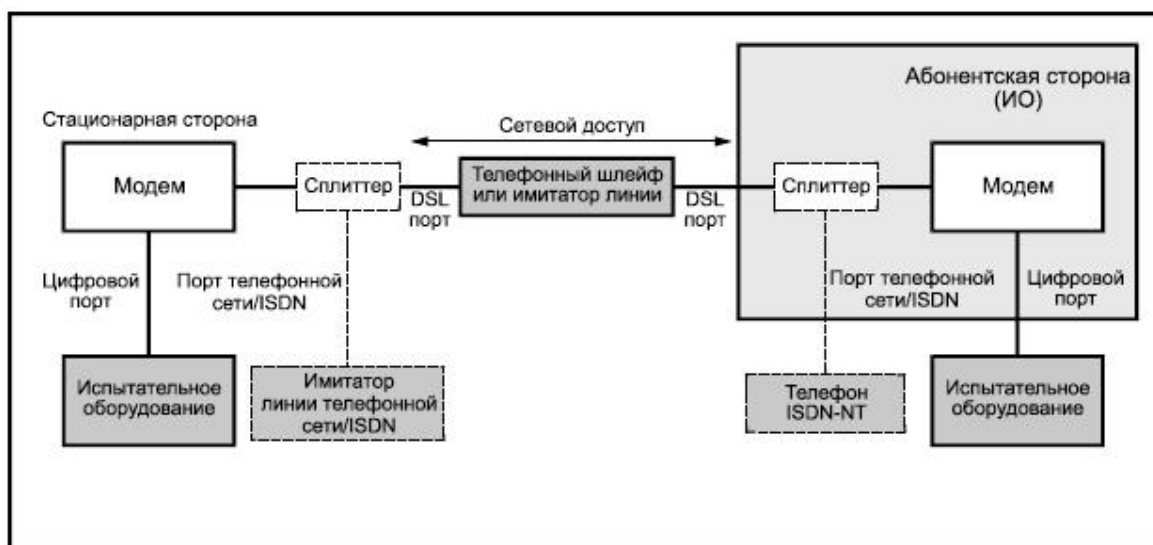 Абонентская сторона
(ИО)
Стационарная сторона
Сетевой доступ
Модем
Сплиттер
DSL
порт
Телефонный шлейф
или имитатор линии
DSL
порт
Сплиттер
Модем
Цифровой
порт
Порт телефонной
сети/ISDN
Порт телефонной
сети/ISDN
Цифровой
порт
Испытательное
оборудование
Имитатор
линии телефонной
сети/ISDN
Телефон
ISDN-NT
Испытательное
оборудование